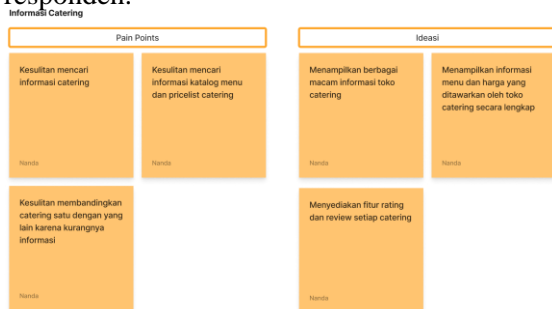 responden.
Informasi Catering
Pain Points
Kesulitan mencari
informasi catering
Nanda
Kesulitan mencari
informasi katalog menu
dan pricelist catering
Nanda
Kesulitan membandingkan
catering satu dengan yang
lain karena kurangnya
informasi
Nanda
Ideasi
Menampilkan berbagai
macam informasi toko
catering
Nanda
Menampilkan informasi
menu dan harga yang
ditawarkan oleh toko
catering secara lengkap
Nanda
Menyediakan fitur rating
dan review setiap catering
Nanda